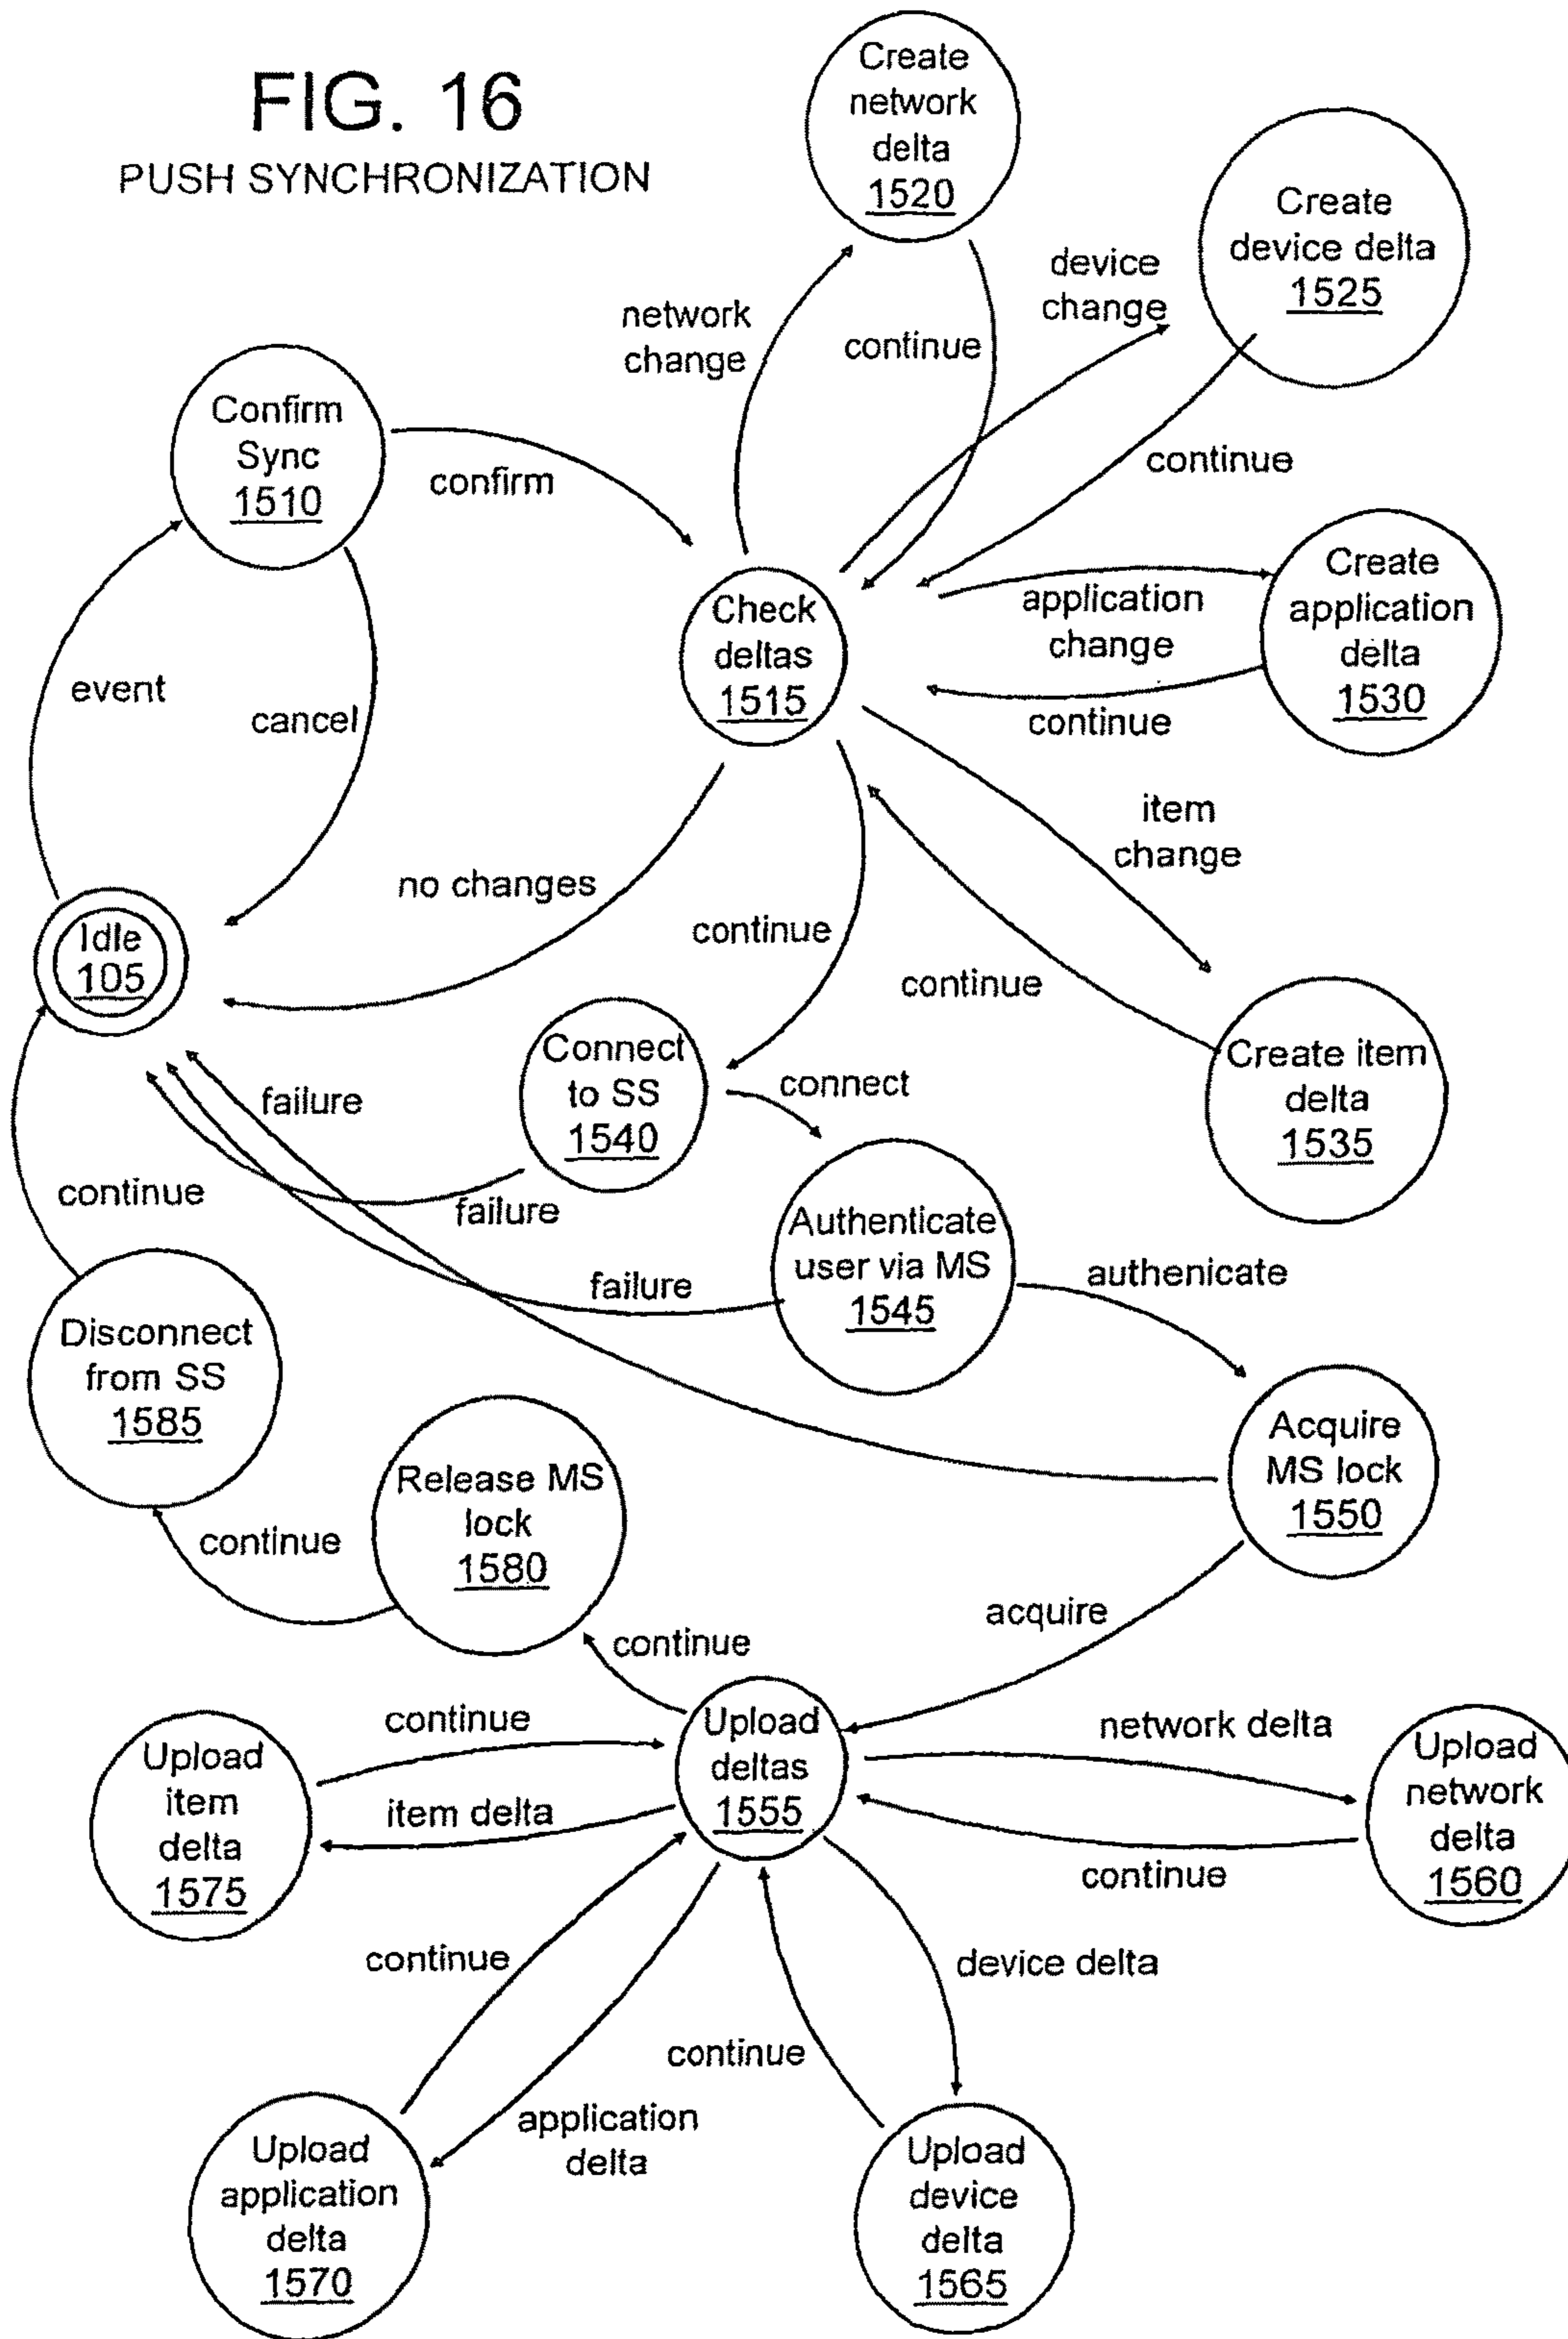 FIG. 16
PUSH SYNCHRONIZATION
Create
network
delta
1520
Create
device delta
1525
device
change
network
change
continue
continue
Confirm
Sync
1510
confirm
Check
deltas
1515
application
change
continue
Create
application
delta
1530
event
cancel
item
change
no changes
continue
continue
Idle
105
Connect
to SS
1540
connect
Create item
delta
1535
failure
failure
continue
Authenticate
user via MS
1545
failure
authenicate
Disconnect
from SS
1585
Release MS
lock
1580
Acquire
MS lock
1550
continue
acquire
continue
Upload
deltas
1555
continue
item delta
network delta
continue
Upload
item
delta
1575
Upload
network
delta
1560
continue
device delta
continue
application
delta
Upload
application
delta
1570
Upload
device
delta
1565